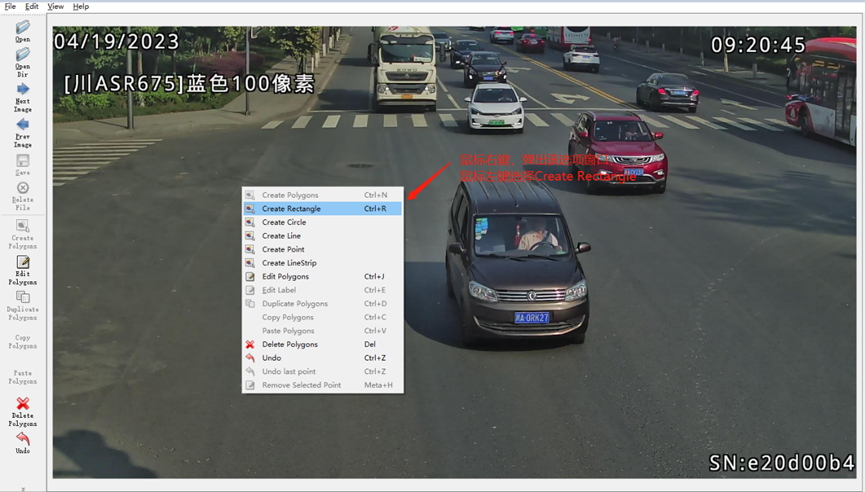 File Edit View Help
Open
Open
Dir
Next
Image
Prev
Image
Save
Delete
File
Create
Polygons
Edit
Polygons
Duplicate
Polygons
Copy
Polygons
Paste
Polygons
Delete
Polygons
Undo
04/19/2023
09:20:45
[川ASR675]蓝色100像素
鼠标右键，弹出该选项窗口，
鼠标左键选择Create Rectangle
Create Polygons Ctrl+N
Create Rectangle Ctrl+R
Create Circle
Create Line
Create Point
Create LineStrip
Edit Polygons Ctrl+J
Edit Label Ctrl+E
Duplicate Polygons Ctrl+D
Copy Polygons Ctrl+C
Paste Polygons Ctrl+V
Delete Polygons Del
Undo Ctrl+Z
Undo last point Ctrl+Z
Remove Selected Point Meta+H
SN:e20d00b4